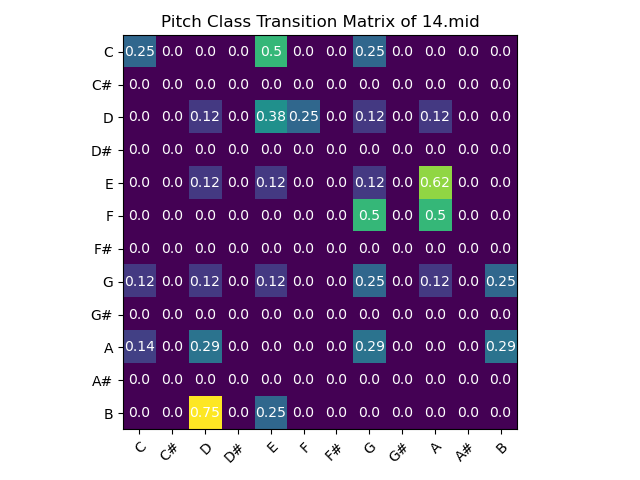 Pitch Class Transition Matrix of 14.mid
C 0.25 0.0 0.0 0.0 0.5 0.0 0.0 0.25 0.0 0.0 0.0 0.0
C# 0.0 0.0 0.0 0.0 0.0 0.0 0.0 0.0 0.0 0.0 0.0 0.0
D 0.0 0.0 0.12 0.0 0.38 0.25 0.0 0.12 0.0 0.12 0.0 0.0
D# 0.0 0.0 0.0 0.0 0.0 0.0 0.0 0.0 0.0 0.0 0.0 0.0
E 0.0 0.0 0.12 0.0 0.12 0.0 0.0 0.12 0.0 0.62 0.0 0.0
F 0.0 0.0 0.0 0.0 0.0 0.0 0.0 0.5 0.0 0.5 0.0 0.0
F# 0.0 0.0 0.0 0.0 0.0 0.0 0.0 0.0 0.0 0.0 0.0 0.0
G 0.12 0.0 0.12 0.0 0.12 0.0 0.0 0.25 0.0 0.12 0.0 0.25
G# 0.0 0.0 0.0 0.0 0.0 0.0 0.0 0.0 0.0 0.0 0.0 0.0
A 0.14 0.0 0.29 0.0 0.0 0.0 0.0 0.29 0.0 0.0 0.0 0.29
A# 0.0 0.0 0.0 0.0 0.0 0.0 0.0 0.0 0.0 0.0 0.0 0.0
B 0.0 0.0 0.75 0.0 0.25 0.0 0.0 0.0 0.0 0.0 0.0 0.0
C C# D D# E F F# G G# A A# B